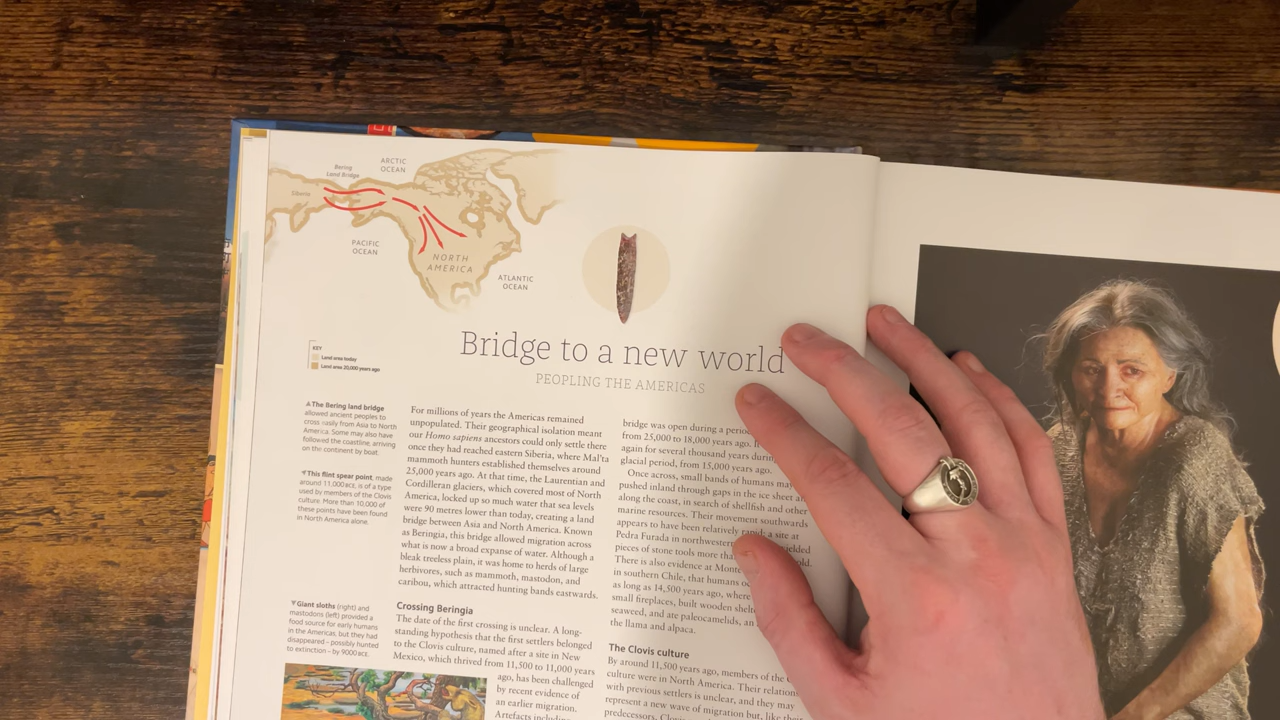 ARCTIC
OCEAN
Bering
Land Bridge
Siberia
PACIFIC
OCEAN
NORTH
AMERICA
ATLANTIC
OCEAN
KEY
Land area today
Land area 20,000 years ago
Bridge to a new world
PEOPLING THE AMERICAS
The Bering land bridge
allowed ancient peoples to
cross easily from Asia to North
America. Some may also have
followed the coastline, arriving
on the continent by boat.
This flint spear point, made
around 11,000 BCE, is of a type
used by members of the Clovis
culture. More than 10,000 of
these points have been found
in North America alone.
Giant sloths (right) and
mastodons (left) provided a
food source for early humans
in the Americas, but they had
disappeared – possibly hunted
to extinction – by 9000 BCE.
For millions of years the Americas remained
unpopulated. Their geographical isolation meant
our Homo sapiens ancestors could only settle there
once they had reached eastern Siberia, where Mal'ta
mammoth hunters established themselves around
25,000 years ago. At that time, the Laurentian and
Cordilleran glaciers, which covered most of North
America, locked up so much water that sea levels
were 90 metres lower than today, creating a land
bridge between Asia and North America. Known
as Beringia, this bridge allowed migration across
what is now a broad expanse of water. Although a
bleak treeless plain, it was home to herds of large
herbivores, such as mammoth, mastodon, and
caribou, which attracted hunting bands eastwards.
Crossing Beringia
The date of the first crossing is unclear. A long-
standing hypothesis that the first settlers belonged
to the Clovis culture, named after a site in New
Mexico, which thrived from 11,500 to 11,000 years
ago, has been challenged
by recent evidence of
an earlier migration.
Artefacts including
bridge was open during a
from 25,000 to 18,000 years ago.
again for several thousand years
glacial period, from 15,000 years
Once across, small bands of humans
pushed inland through gaps in the ice sheet
along the coast, in search of shellfish and other
marine resources. Their movement southwards
appears to have been relatively rapid: a site at
Pedra Furada in northwestern
pieces of stone tools more
There is also evidence at
in southern Chile, that humans
as long as 14,500 years ago, where
small fireplaces, built wooden
seaweed, and ate paleocamelids,
the llama and alpaca.
The Clovis culture
By around 11,500 years ago, members of the
culture were in North America. Their
with previous settlers is unclear, and they may
represent a new wave of migration but, like
predecessors,